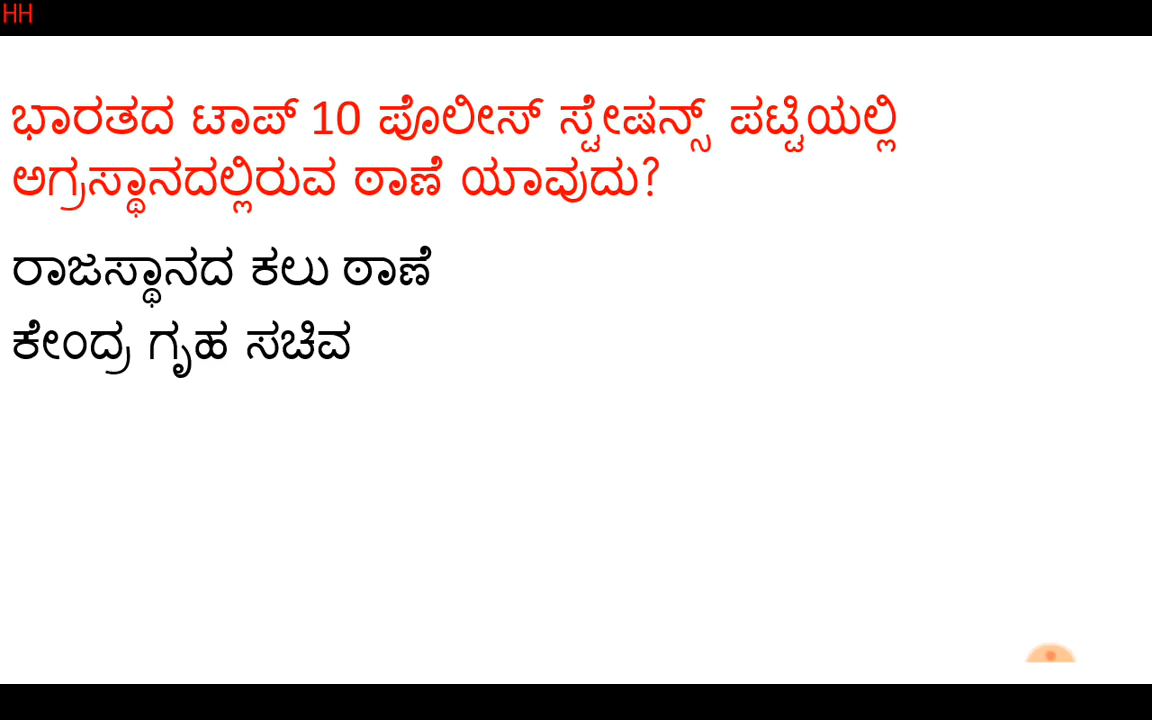 HH
ಭಾರತದ ಟಾಪ್ 10 ಪೊಲೀಸ್ ಸ್ಟೇಷನ್ಸ್ ಪಟ್ಟಿಯಲ್ಲಿ
ಅಗ್ರಸ್ಥಾನದಲ್ಲಿರುವ ಠಾಣೆ ಯಾವುದು?
ರಾಜಸ್ಥಾನದ ಕಲು ಠಾಣೆ
ಕೇಂದ್ರ ಗೃಹ ಸಚಿವ